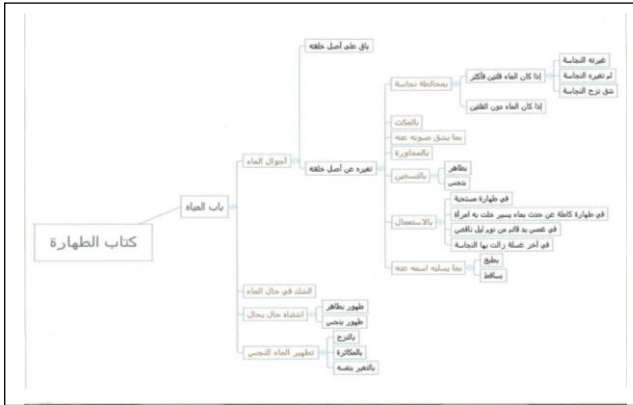 كتاب الطهارة
باب المياه
أحوال الماء
باق على أصل خلقته
تغيره عن أصل خلقته
بمخالطة نجاسة
إذا كان الماء قلتين فأكثر
غيرته النجاسة
لم تغيره النجاسة
شق نزح النجاسة
إذا كان الماء دون القلتين
بالمكث
بما يشق صونه عنه
بالمجاورة
بالتسخين
بطاهر
بنجس
بالاستعمال
في طهارة مستحبة
في طهارة كاملة عن حدث بماء يسير خلت به امرأة
في غمس يد قائم من نوم ليل ناقض
في آخر غسلة زالت بها النجاسة
بما يسلبه اسمه عنه
بطبخ
بساقط
الشك في حال الماء
اشتباه حال بحال
طهور بطاهر
طهور بنجس
تطهير الماء النجس
بالنزح
بالمكاثرة
بالتغير بنفسه